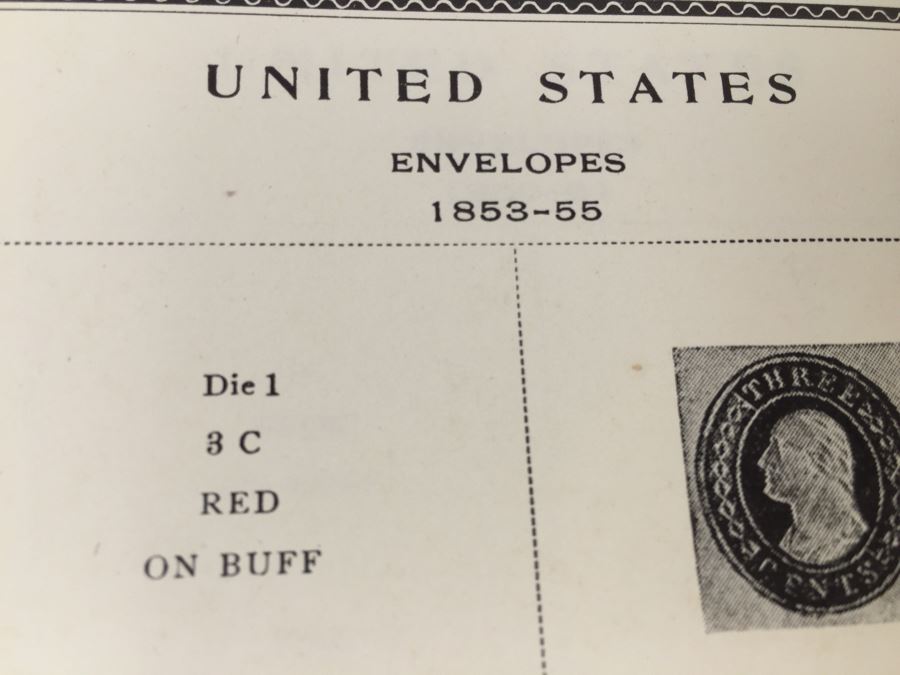 UNITED STATES
ENVELOPES
1853-55
Die 1
3 C
RED
ON BUFF
THREE
CENTS